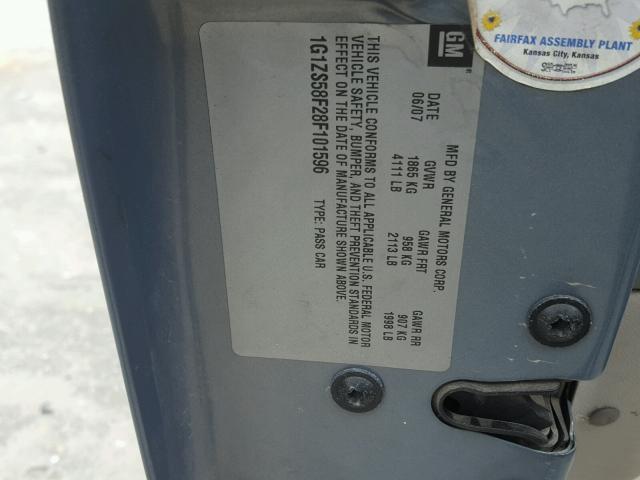 GM
MFD BY GENERAL MOTORS CORP.
DATE GVWR GAWR FRT GAWR RR
06/07 1865 KG 958 KG 907 KG
4111 LB 2113 LB 1998 LB
THIS VEHICLE CONFORMS TO ALL APPLICABLE U.S. FEDERAL MOTOR
VEHICLE SAFETY, BUMPER, AND THEFT PREVENTION STANDARDS IN
EFFECT ON THE DATE OF MANUFACTURE SHOWN ABOVE.
1G1ZS58F28F101596 TYPE: PASS CAR
FAIRFAX ASSEMBLY PLANT
Kansas City, Kansas